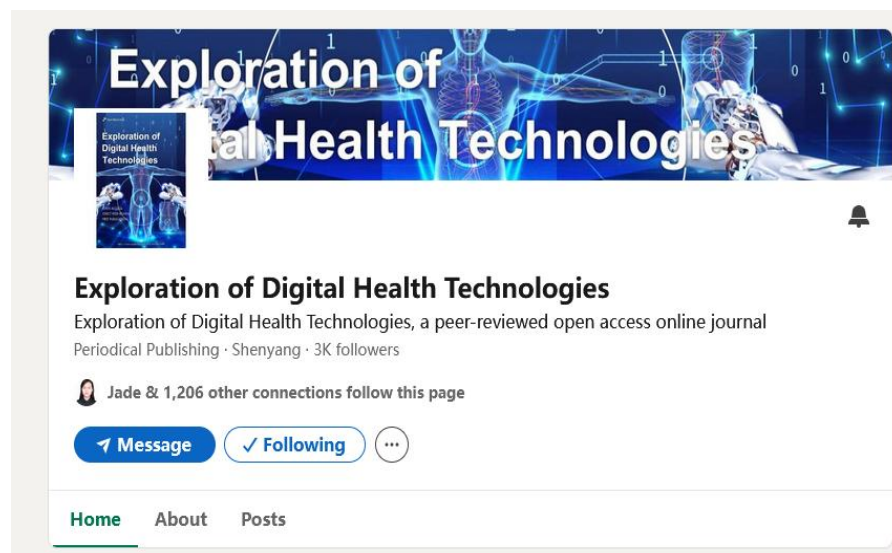 Exploration of
tal Health Technologies
Exploration of
Digital Health
Technologies
Exploration of Digital Health Technologies
Exploration of Digital Health Technologies, a peer-reviewed open access online journal
Periodical Publishing · Shenyang · 3K followers
Jade & 1,206 other connections follow this page
Message
Following
Home About Posts